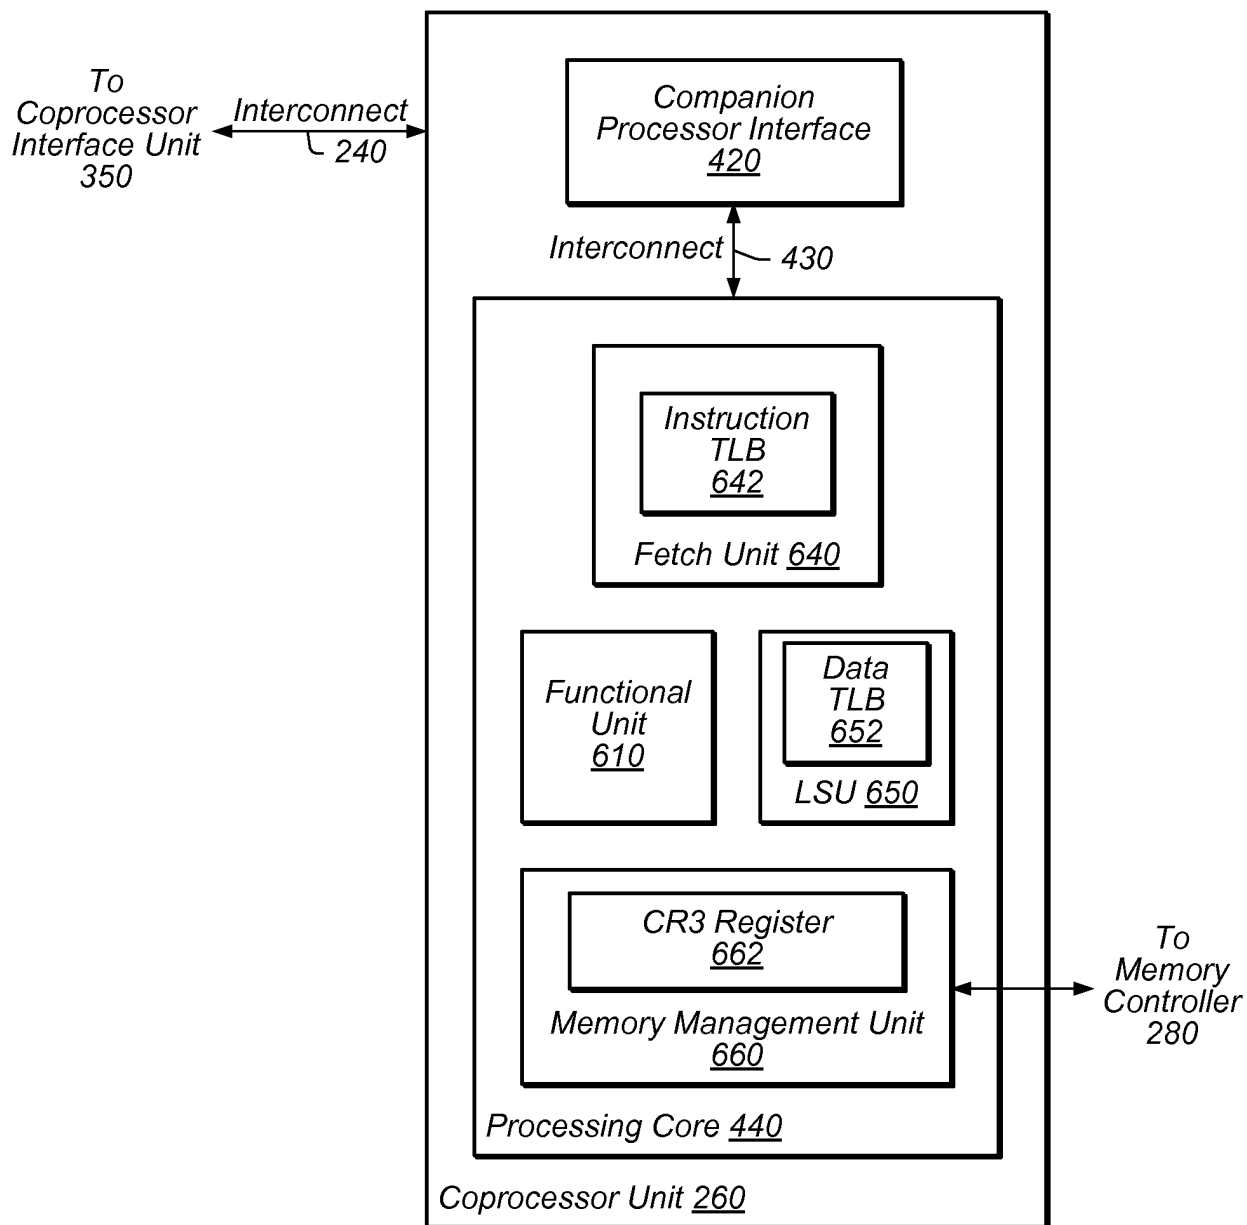 To
Coprocessor
Interface Unit
350
Interconnect
240
Companion
Processor Interface
420
Interconnect
430
Instruction
TLB
642
Fetch Unit 640
Functional
Unit
610
Data
TLB
652
LSU 650
CR3 Register
662
Memory Management Unit
660
To
Memory
Controller
280
Processing Core 440
Coprocessor Unit 260